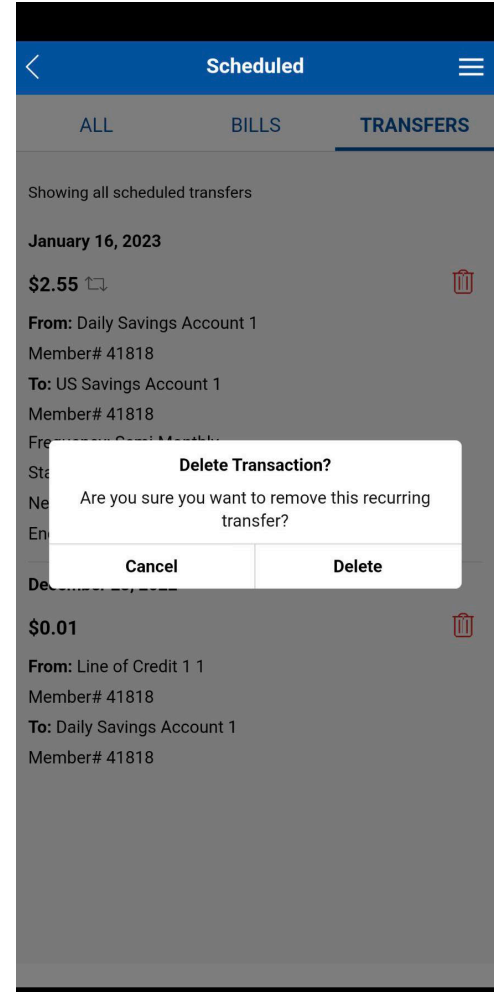 Scheduled
ALL BILLS TRANSFERS
Showing all scheduled transfers
January 16, 2023
$2.55
From: Daily Savings Account 1
Member# 41818
To: US Savings Account 1
Member# 41818
Delete Transaction?
Are you sure you want to remove this recurring
transfer?
Cancel Delete
$0.01
From: Line of Credit 1 1
Member# 41818
To: Daily Savings Account 1
Member# 41818